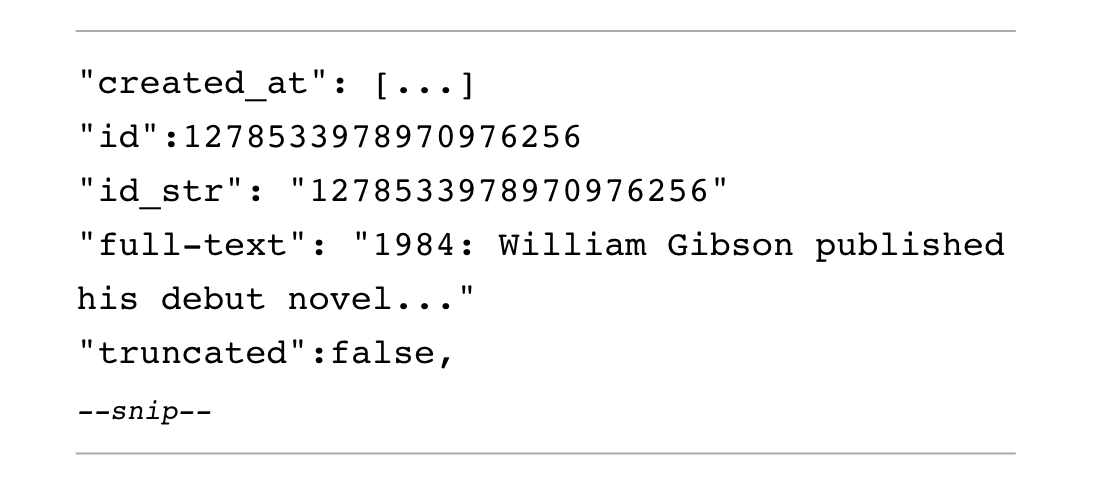 "created_at": [...]
"id":1278533978970976256
"id_str": "1278533978970976256"
"full-text": "1984: William Gibson published
his debut novel..."
"truncated":false,
--snip--